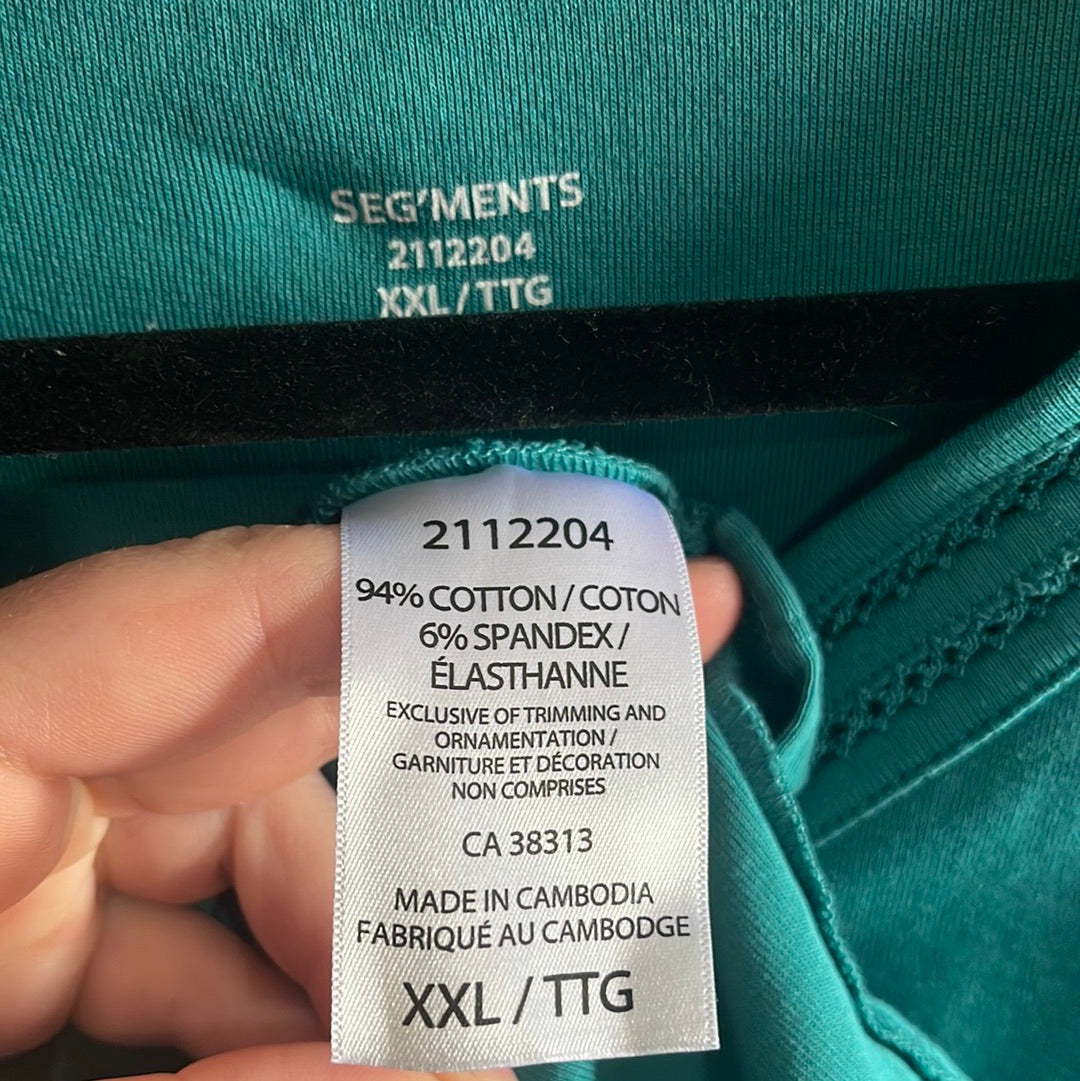 SEG'MENTS
2112204
XXL/TTG
2112204
94% COTTON/COTON
6% SPANDEX/
ÉLASTHANNE
EXCLUSIVE OF TRIMMING AND
ORNAMENTATION/
GARNITURE ET DÉCORATION
NON COMPRISES
CA 38313
MADE IN CAMBODIA
FABRIQUÉ AU CAMBODGE
XXL/TTG